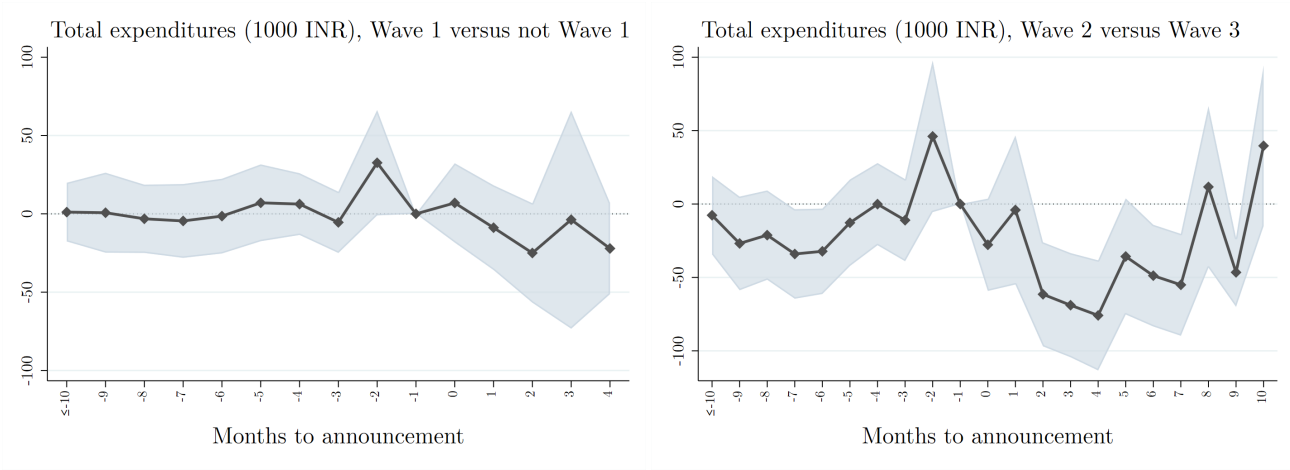 Total expenditures (1000 INR), Wave 1 versus not Wave 1
100
50
0
-50
-100
≤-10 -9 -8 -7 -6 -5 -4 -3 -2 -1 0 1 2 3 4
Months to announcement
Total expenditures (1000 INR), Wave 2 versus Wave 3
100
50
0
-50
-100
≤-10 -9 -8 -7 -6 -5 -4 -3 -2 -1 0 1 2 3 4 5 6 7 8 9 10
Months to announcement